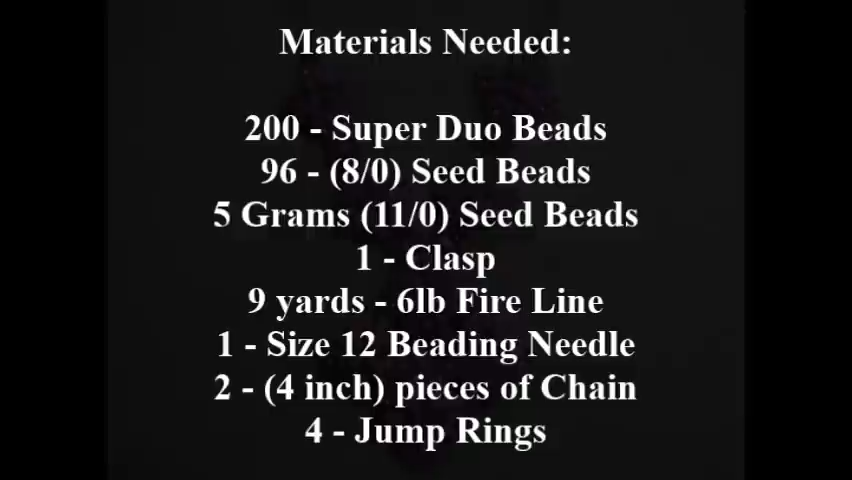 Materials Needed:
200 - Super Duo Beads
96 - (8/0) Seed Beads
5 Grams (11/0) Seed Beads
1 - Clasp
9 yards - 6lb Fire Line
1 - Size 12 Beading Needle
2 - (4 inch) pieces of Chain
4 - Jump Rings